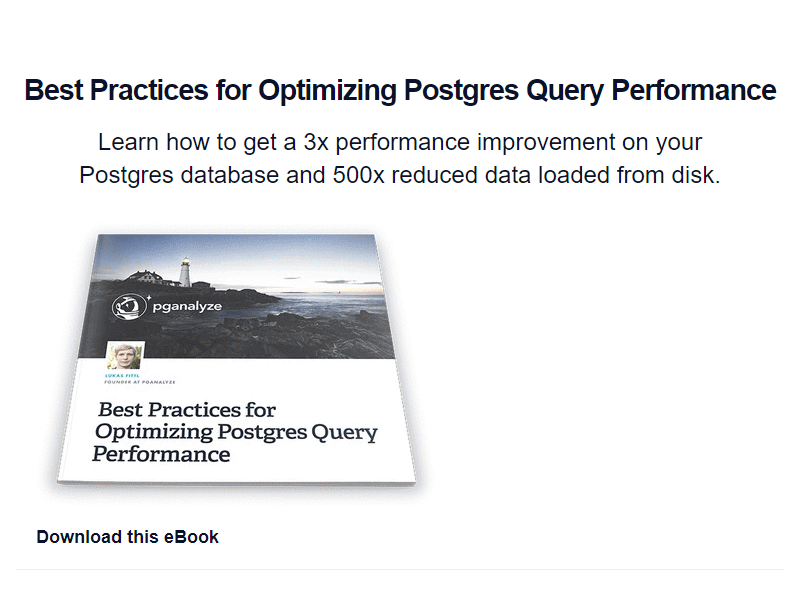 Best Practices for Optimizing Postgres Query Performance
Learn how to get a 3x performance improvement on your
Postgres database and 500x reduced data loaded from disk.
pganalyze
LUKAS FITTL
FOUNDER AT PGANALYZE
Best Practices for
Optimizing Postgres Query
Performance
Download this eBook